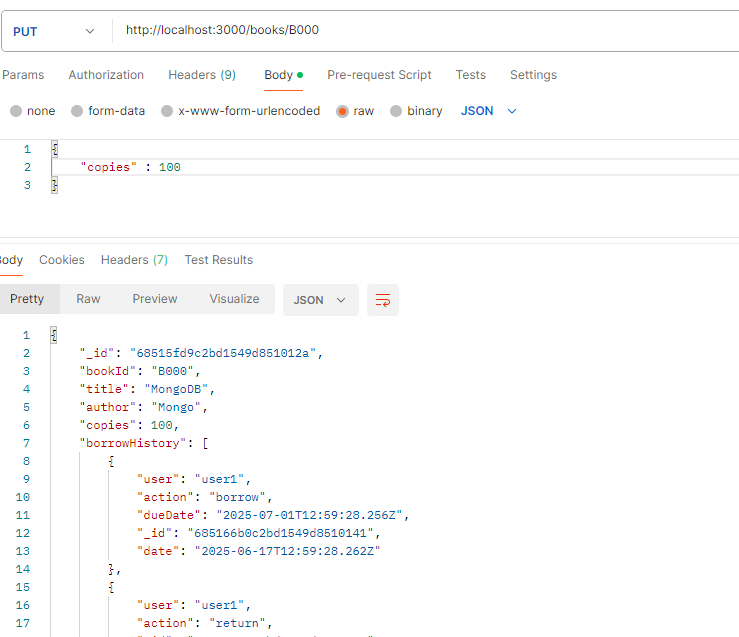 PUT http://localhost:3000/books/B000
Params Authorization Headers (9) Body Pre-request Script Tests Settings
none form-data x-www-form-urlencoded raw binary JSON
1 {
2 "copies" : 100
3 }
Body Cookies Headers (7) Test Results
Pretty Raw Preview Visualize JSON
1 {
2 "_id": "68515fd9c2bd1549d851012a",
3 "bookId": "B000",
4 "title": "MongoDB",
5 "author": "Mongo",
6 "copies": 100,
7 "borrowHistory": [
8 {
9 "user": "user1",
10 "action": "borrow",
11 "dueDate": "2025-07-01T12:59:28.256Z",
12 "_id": "685166b0c2bd1549d8510141",
13 "date": "2025-06-17T12:59:28.262Z"
14 },
15 {
16 "user": "user1",
17 "action": "return",